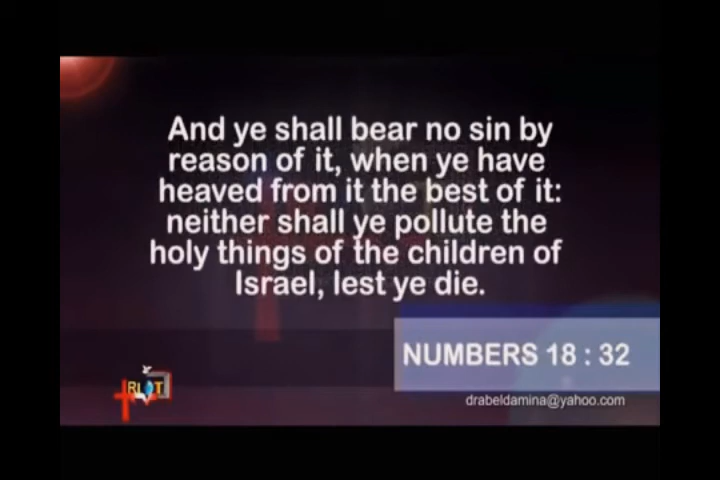 And ye shall bear no sin by
reason of it, when ye have
heaved from it the best of it:
neither shall ye pollute the
holy things of the children of
Israel, lest ye die.
NUMBERS 18 : 32
RLT
drabeldamina@yahoo.com